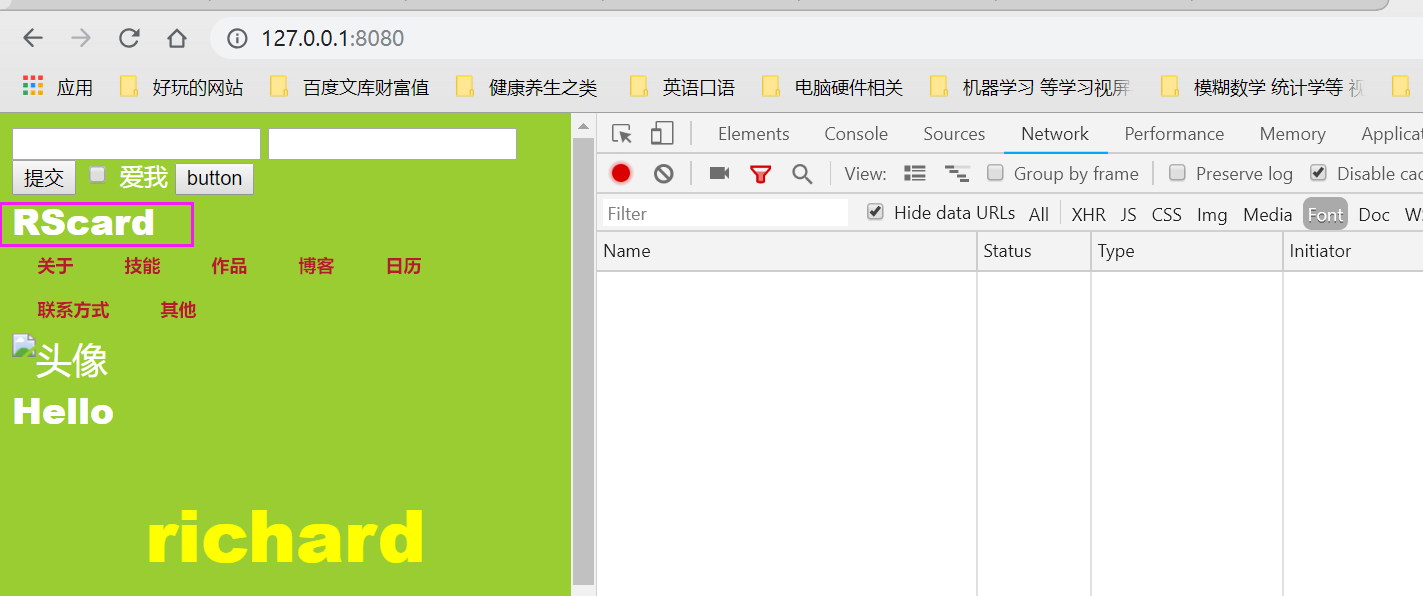 127.0.0.1:8080
应用 好玩的网站 百度文库财富值 健康养生之类 英语口语 电脑硬件相关 机器学习 等学习视屏 模糊数学 统计学等
Elements Console Sources Network Performance Memory Applicat
View: Group by frame Preserve log Disable cac
Filter Hide data URLs All XHR JS CSS Img Media Font Doc W
Name Status Type Initiator
提交 爱我 button
RScard
关于 技能 作品 博客 日历
联系方式 其他
头像
Hello
richard